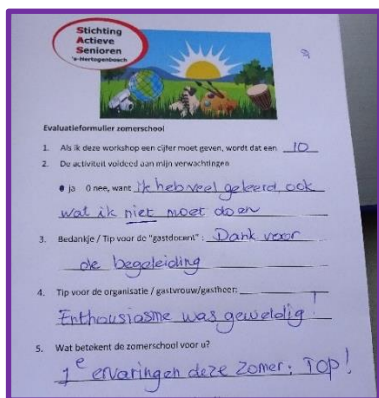 Stichting
Actieve
Senioren
's-Hertogenbosch
Evaluatieformulier zomerschool
1. Als ik deze workshop een cijfer moet geven, wordt dat een 10
2. De activiteit voldeed aan mijn verwachtingen
ja 0 nee, want ik heb veel geleerd, ook
wat ik niet moet doen
3. Bedankje / Tip voor de "gastdocent": Dank voor
de begeleiding
4. Tip voor de organisatie / gastvrouw/gastheer:
Enthousiasme was geweldig!
5. Wat betekent de zomerschool voor u?
1e ervaringen deze zomer: TOP!